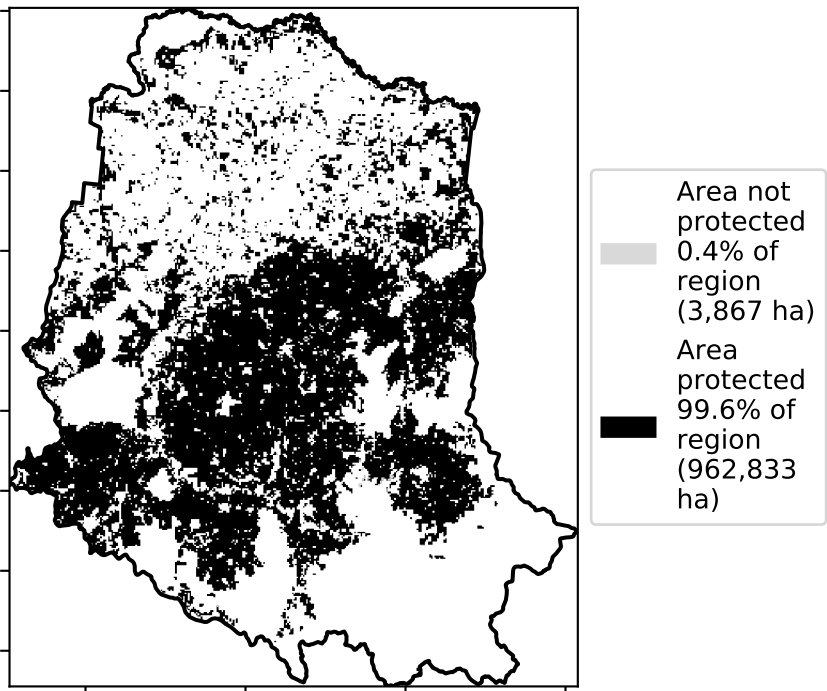 Area not
protected
0.4% of
region
(3,867 ha)
Area
protected
99.6% of
region
(962,833
ha)